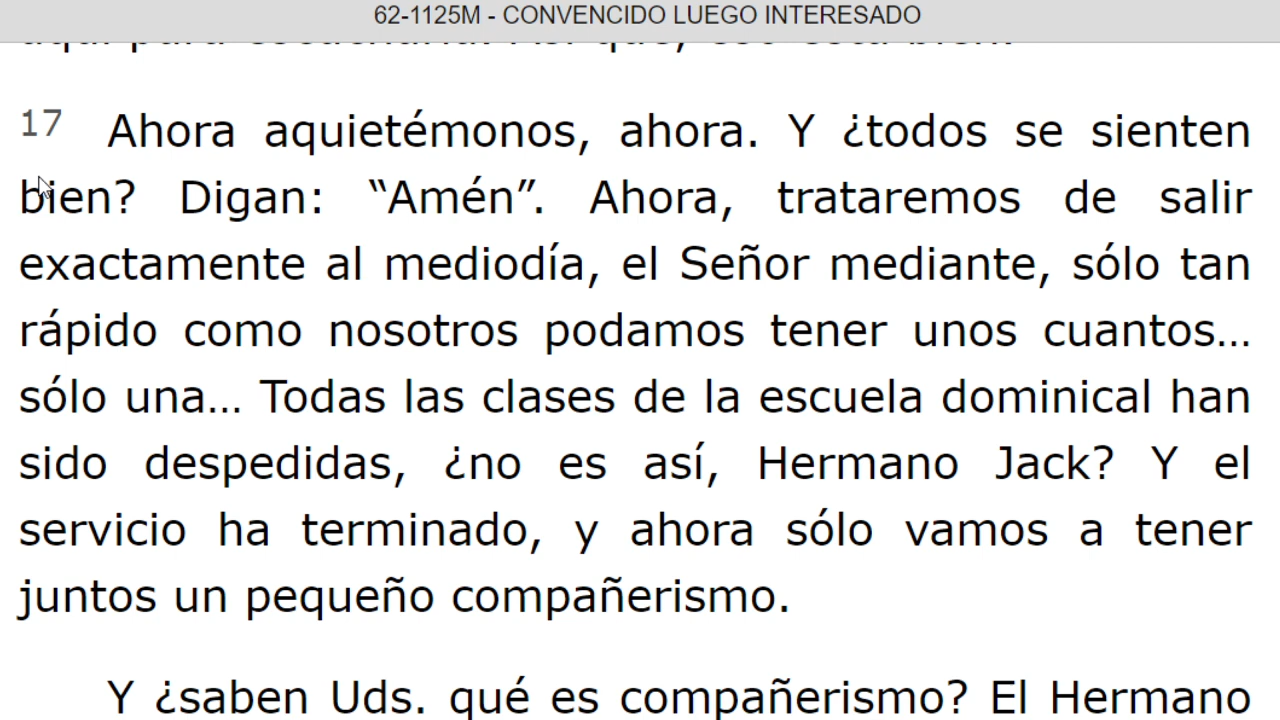 62-1125M - CONVENCIDO LUEGO INTERESADO
17 Ahora aquietémonos, ahora. Y ¿todos se sienten
bien? Digan: “Amén”. Ahora, trataremos de salir
exactamente al mediodía, el Señor mediante, sólo tan
rápido como nosotros podamos tener unos cuantos…
sólo una… Todas las clases de la escuela dominical han
sido despedidas, ¿no es así, Hermano Jack? Y el
servicio ha terminado, y ahora sólo vamos a tener
juntos un pequeño compañerismo.
Y ¿saben Uds. qué es compañerismo? El Hermano